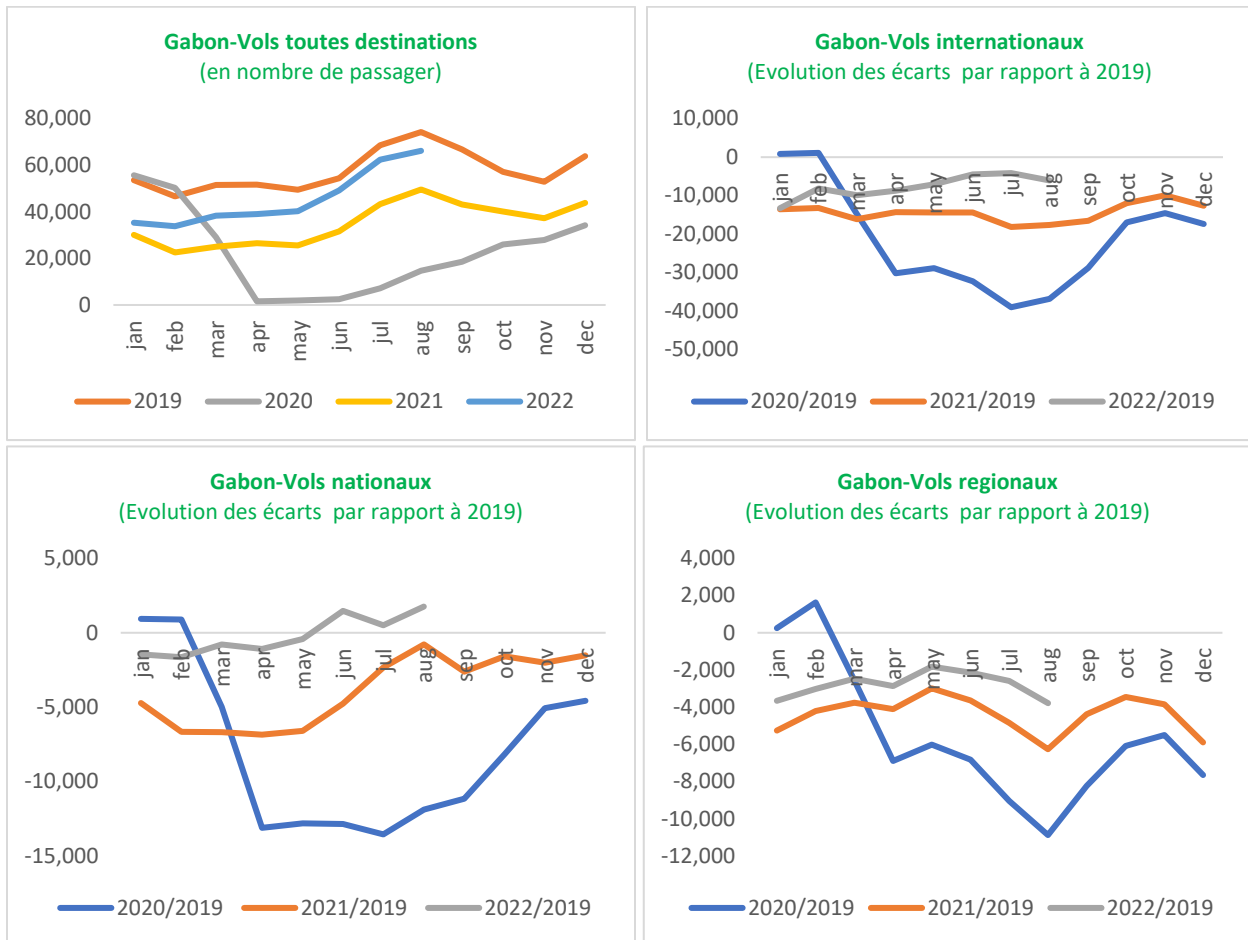 Gabon-Vols toutes destinations
(en nombre de passager)
80,000
60,000
40,000
20,000
0
jan
feb
mar
apr
may
jun
jul
aug
sep
oct
nov
dec
2019 2020 2021 2022
Gabon-Vols internationaux
(Evolution des écarts par rapport à 2019)
10,000
0
-10,000
-20,000
-30,000
-40,000
-50,000
jan
feb
mar
apr
may
jun
jul
aug
sep
oct
nov
dec
2020/2019 2021/2019 2022/2019
Gabon-Vols nationaux
(Evolution des écarts par rapport à 2019)
5,000
0
-5,000
-10,000
-15,000
jan
feb
mar
apr
may
jun
jul
aug
sep
oct
nov
dec
2020/2019 2021/2019 2022/2019
Gabon-Vols regionaux
(Evolution des écarts par rapport à 2019)
4,000
2,000
0
-2,000
-4,000
-6,000
-8,000
-10,000
-12,000
jan
feb
mar
apr
may
jun
jul
aug
sep
oct
nov
dec
2020/2019 2021/2019 2022/2019